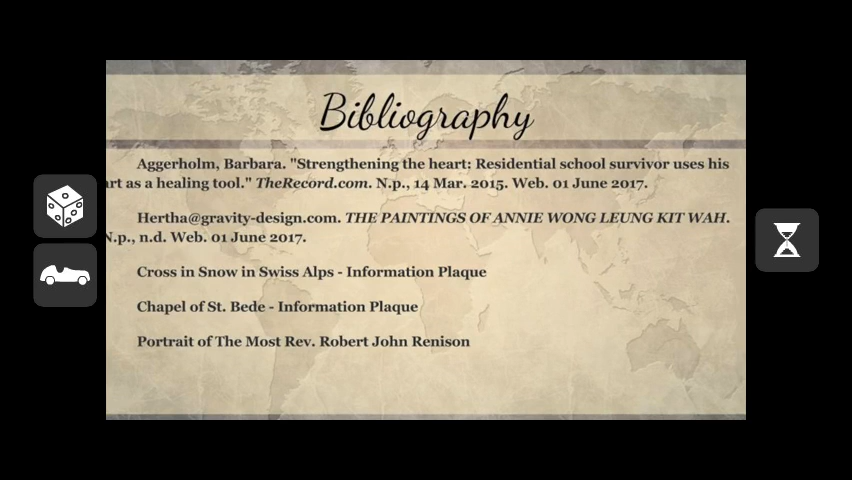 Bibliography
Aggerholm, Barbara. "Strengthening the heart: Residential school survivor uses his
art as a healing tool." TheRecord.com. N.p., 14 Mar. 2015. Web. 01 June 2017.
Hertha@gravity-design.com. THE PAINTINGS OF ANNIE WONG LEUNG KIT WAH.
N.p., n.d. Web. 01 June 2017.
Cross in Snow in Swiss Alps - Information Plaque
Chapel of St. Bede - Information Plaque
Portrait of The Most Rev. Robert John Renison